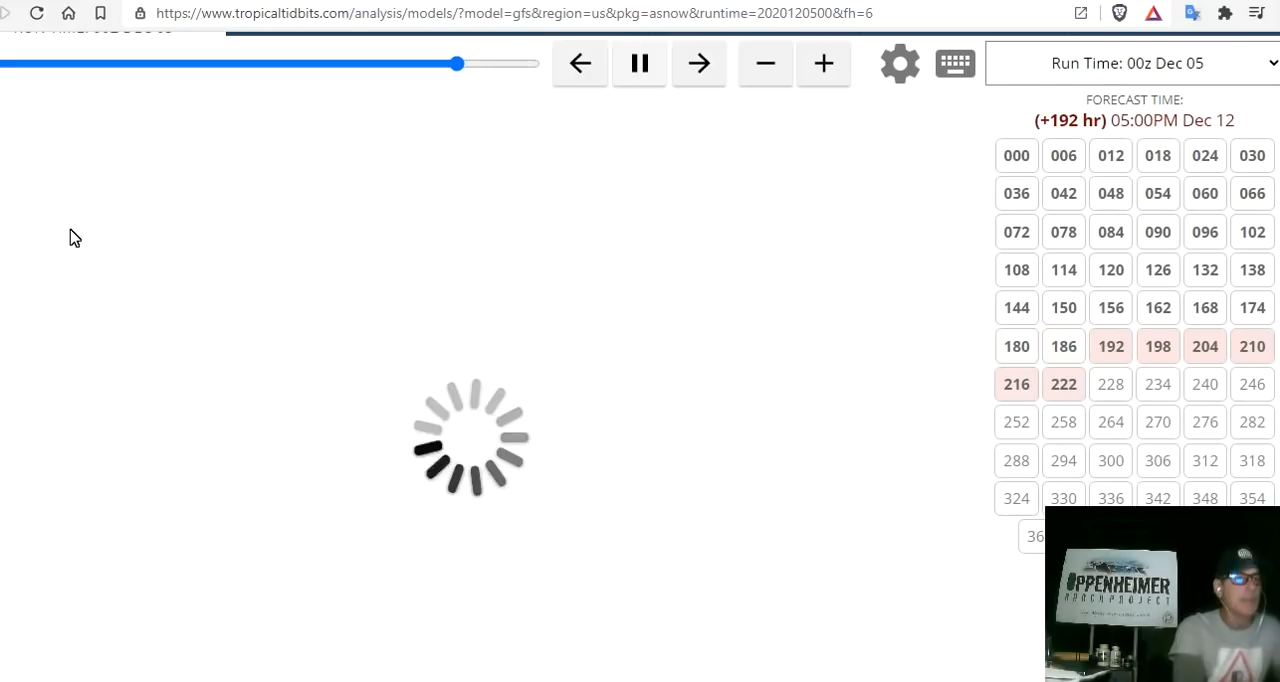 https://www.tropicaltidbits.com/analysis/models/?model=gfs&region=us&pkg=asnow&runtime=2020120500&fh=6
Run Time: 00z Dec 05
FORECAST TIME:
(+192 hr) 05:00PM Dec 12
000 006 012 018 024 030
036 042 048 054 060 066
072 078 084 090 096 102
108 114 120 126 132 138
144 150 156 162 168 174
180 186 192 198 204 210
216 222 228 234 240 246
252 258 264 270 276 282
288 294 300 306 312 318
324 330 336 342 348 354
36
OPPENHEIMER
RANCH PROJECT